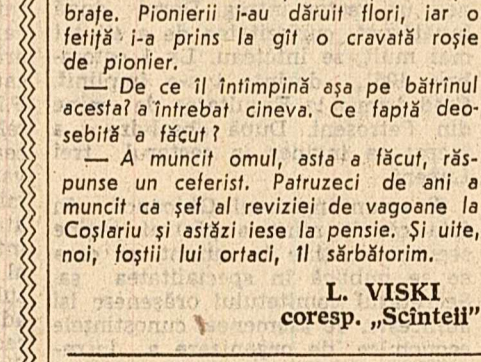 brațe. Pionierii i-au dăruit flori, iar o
fetiță i-a prins la gît o cravată roșie
de pionier.
— De ce îl întîmpină așa pe bătrînul
acesta? a întrebat cineva. Ce faptă deo-
sebită a făcut?
— A muncit omul, asta a făcut, răs-
punse un ceferist. Patruzeci de ani a
muncit ca șef al reviziei de vagoane la
Coșlariu și astăzi iese la pensie. Și uite,
noi, foștii lui ortaci, îl sărbătorim.
L. VISKI
coresp. „Scînteii"